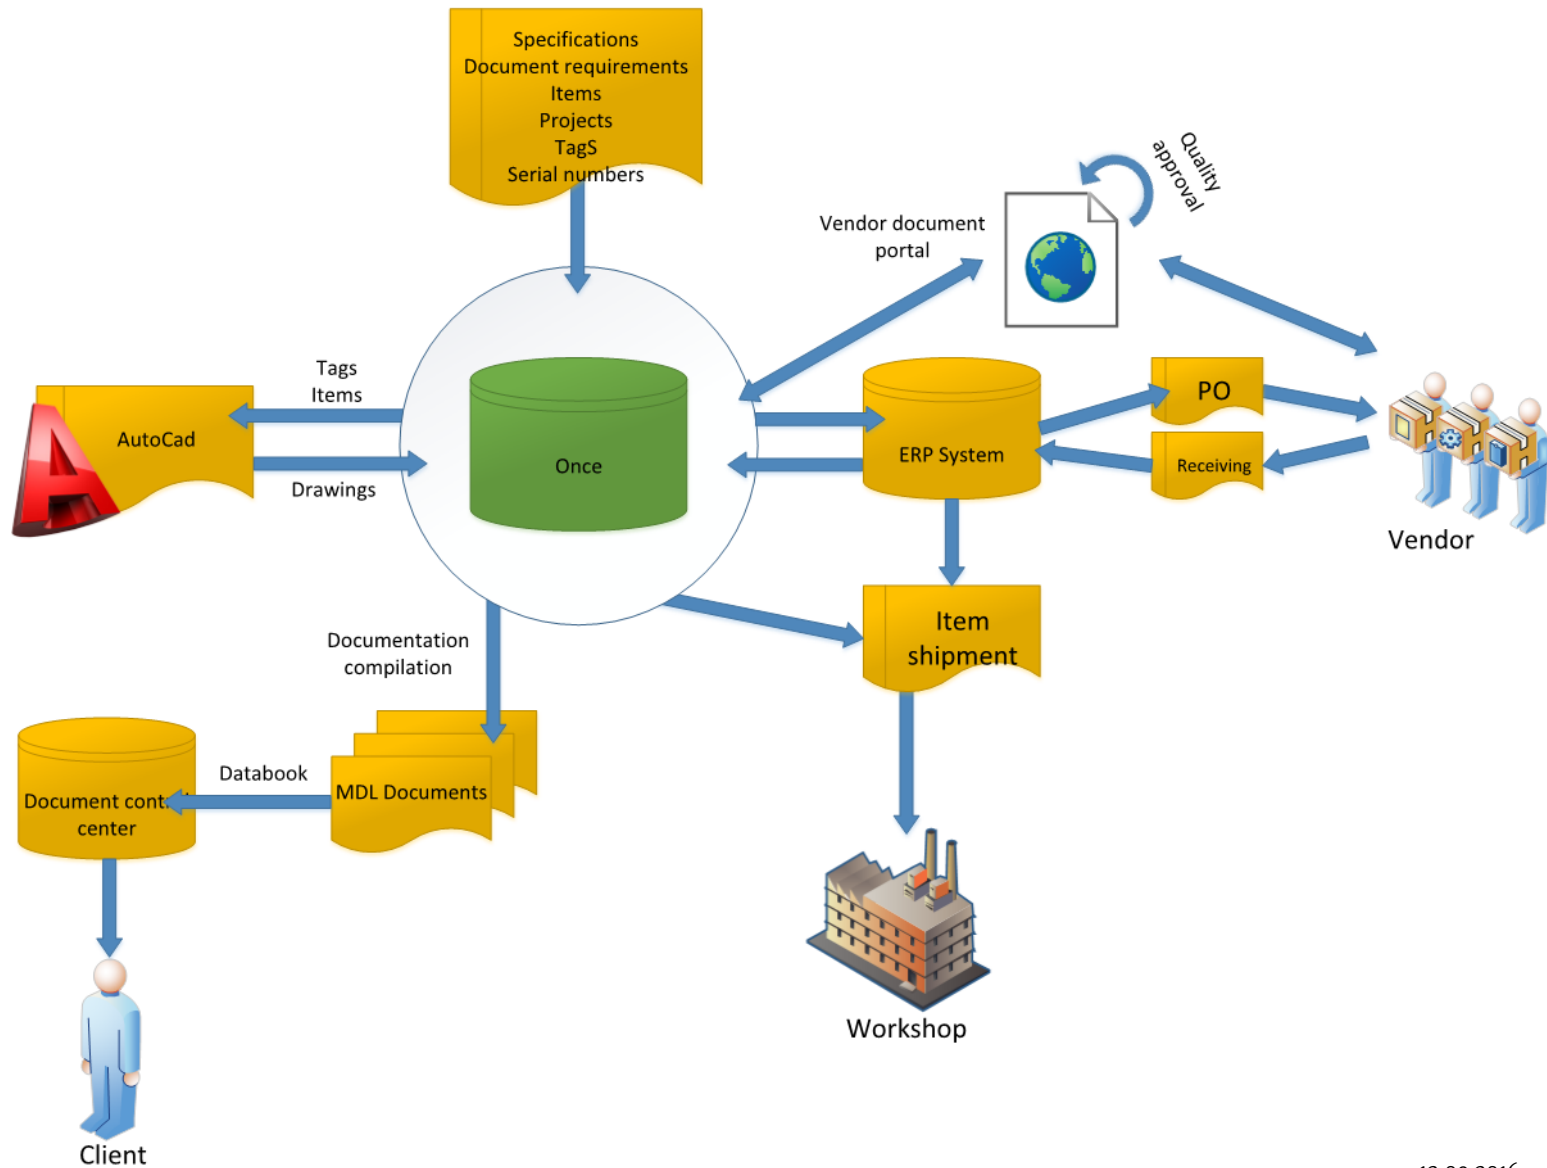 Specifications
Document requirements
Items
Projects
TagS
Serial numbers
Quality
approval
Vendor document
portal
Tags
Items
AutoCad
Drawings
Once
ERP System
PO
Receiving
Vendor
Item
shipment
Documentation
compilation
Databook
MDL Documents
Document
center
Workshop
Client